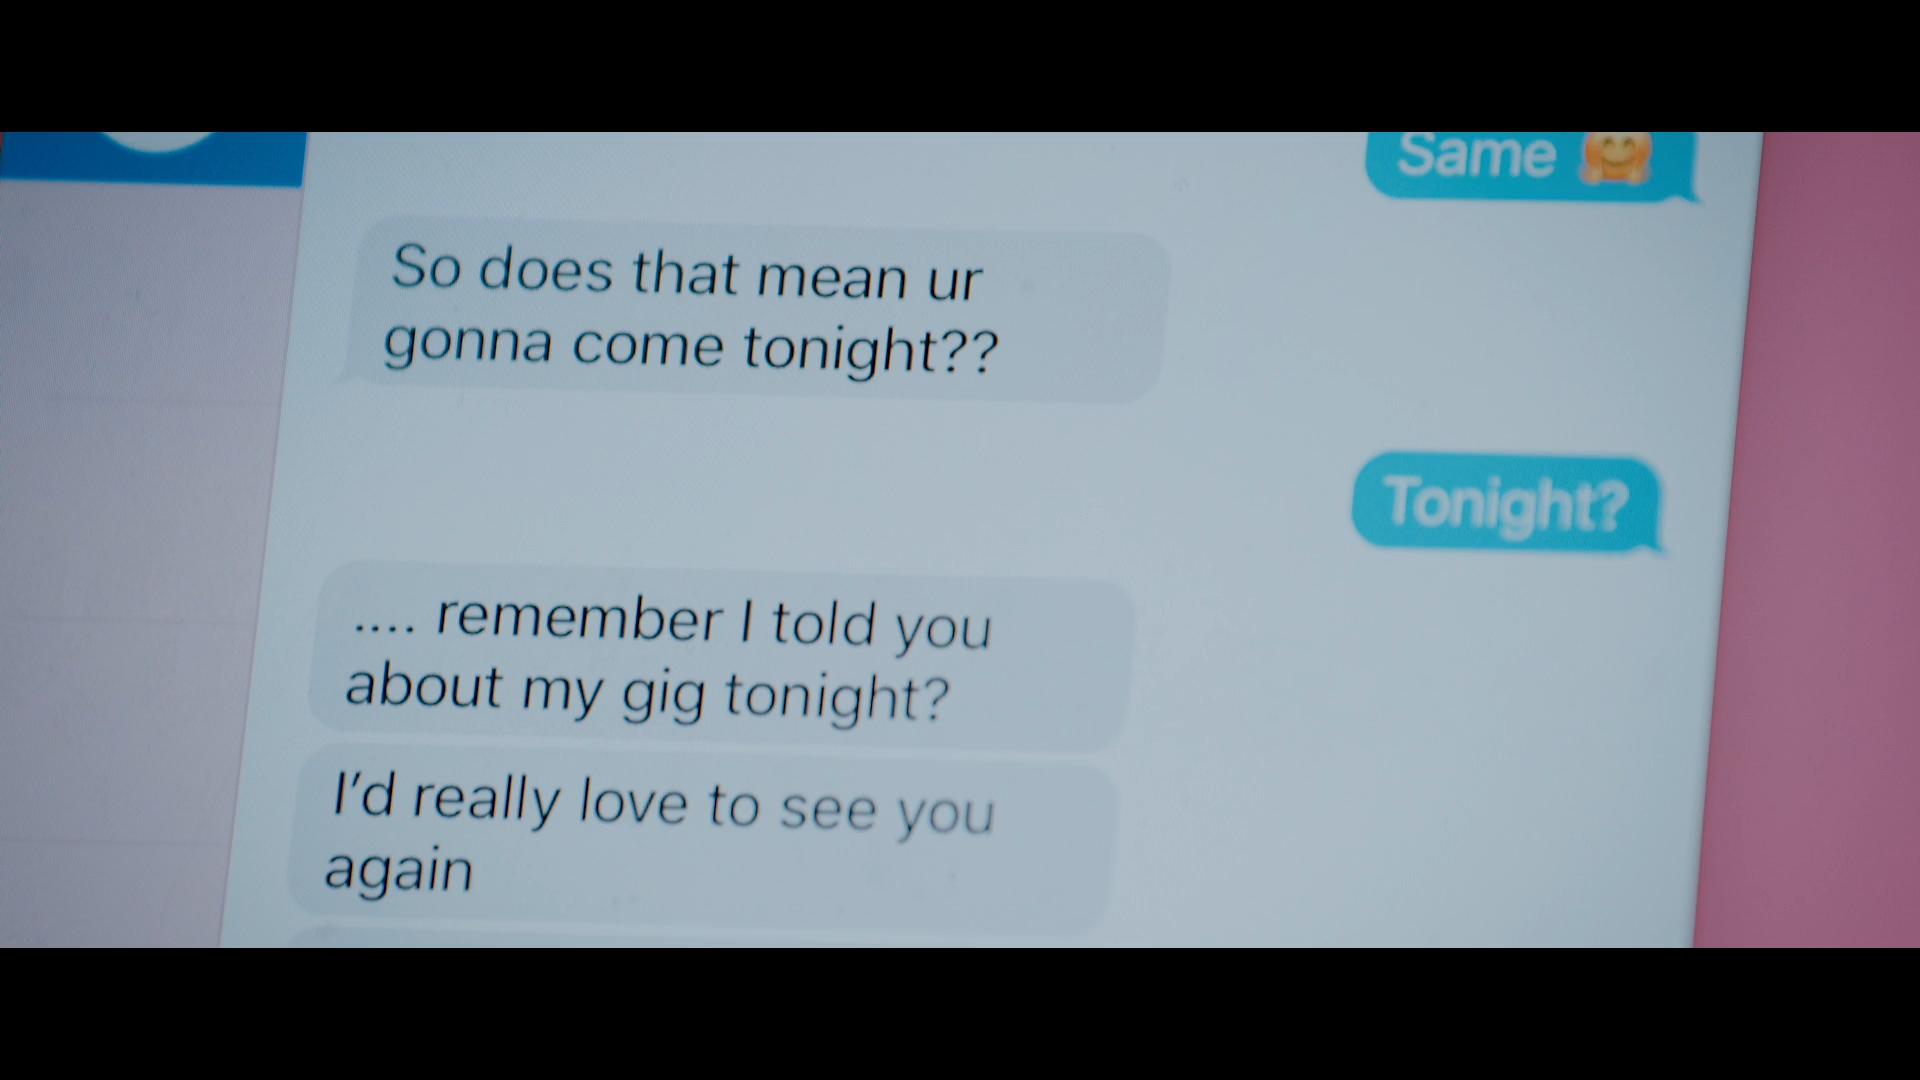 Same 🤗
So does that mean ur
gonna come tonight??
Tonight?
.... remember I told you
about my gig tonight?
I'd really love to see you
again